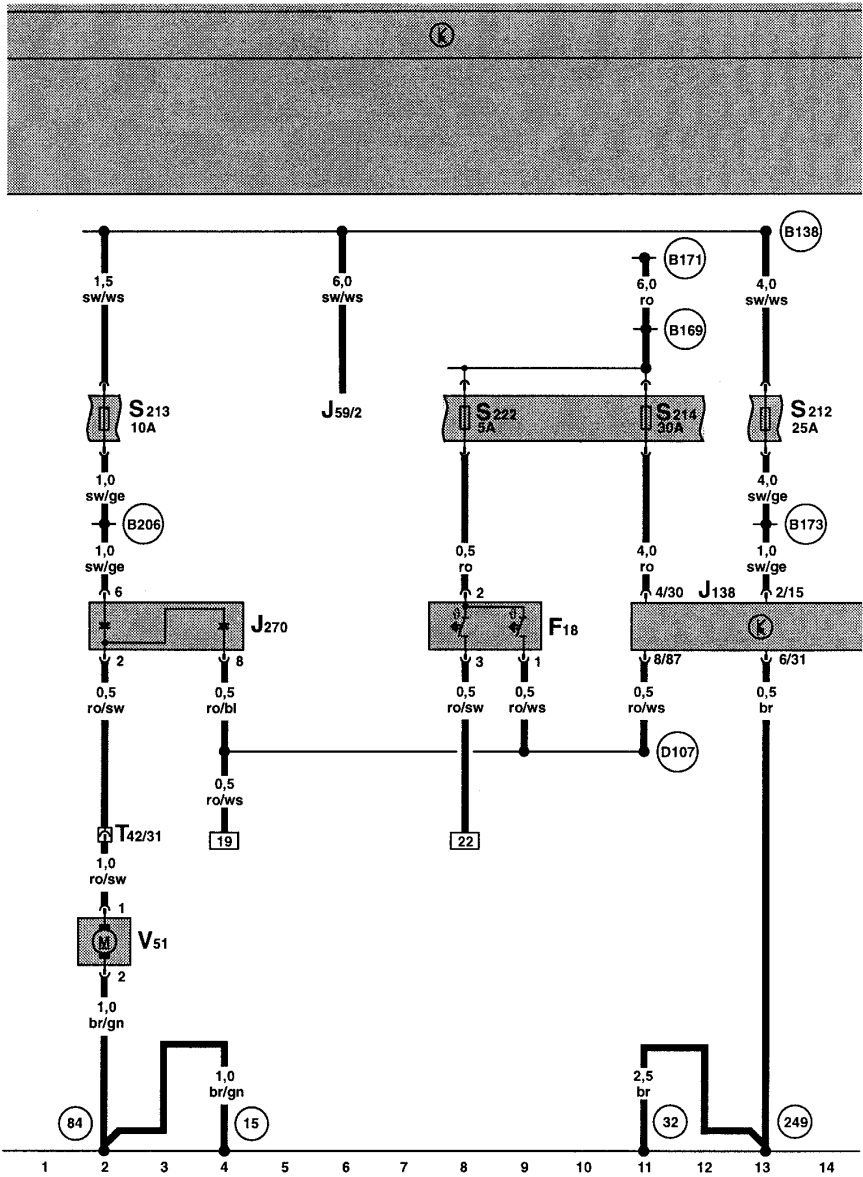 K
B138
B171
1,5
sw/ws
6,0
sw/ws
6,0
ro
4,0
sw/ws
B169
S213
10A
J59/2
S222
5A
S214
30A
S212
25A
1,0
sw/ge
4,0
sw/ge
B206
B173
1,0
sw/ge
0,5
ro
4,0
ro
1,0
sw/ge
6
2
4/30
J138
2/15
J270
F18
K
2
8
3
1
8/87
6/31
0,5
ro/sw
0,5
ro/bl
0,5
ro/sw
0,5
ro/ws
0,5
ro/ws
0,5
br
D107
0,5
ro/ws
T42/31
19
22
1,0
ro/sw
1
M
V51
2
1,0
br/gn
1,0
br/gn
2,5
br
84
15
32
249
1 2 3 4 5 6 7 8 9 10 11 12 13 14